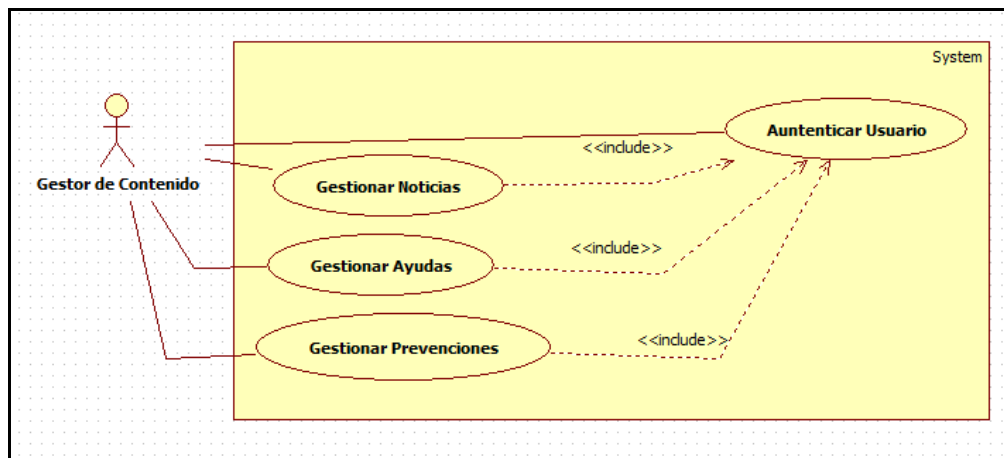 System
Auntenticar Usuario
<<include>>
Gestor de Contenido
Gestionar Noticias
<<include>>
Gestionar Ayudas
<<include>>
Gestionar Prevenciones